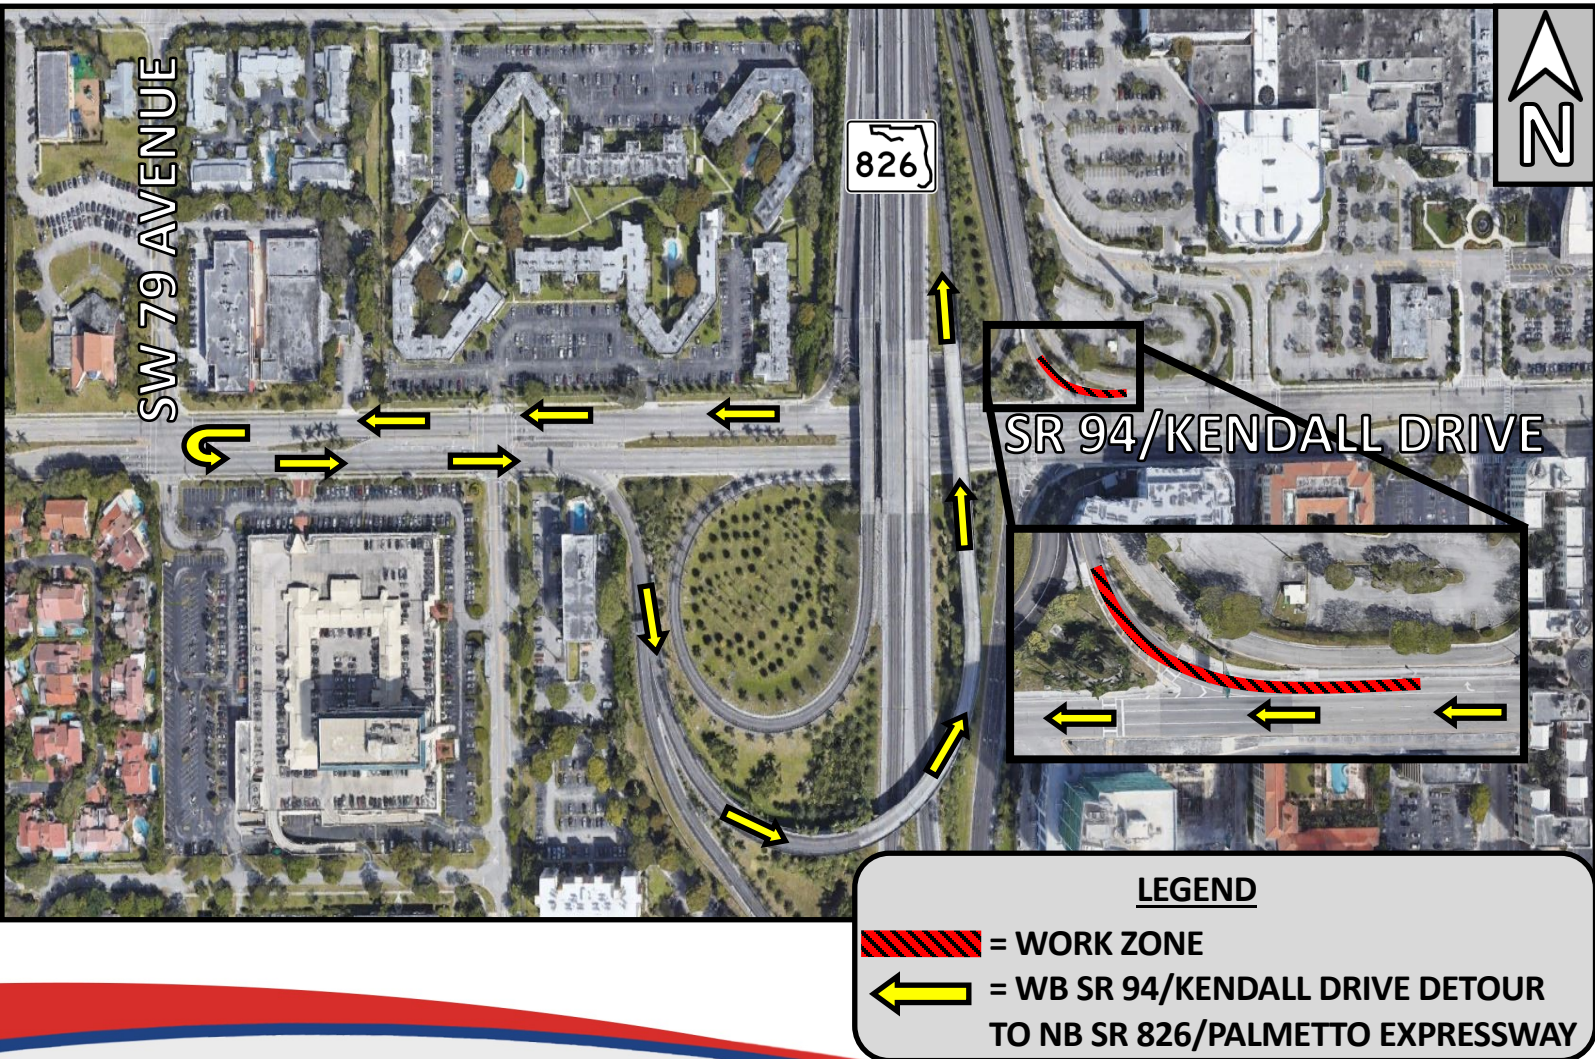 SW 79 AVENUE
826
N
SR 94/KENDALL DRIVE
LEGEND
= WORK ZONE
= WB SR 94/KENDALL DRIVE DETOUR
TO NB SR 826/PALMETTO EXPRESSWAY